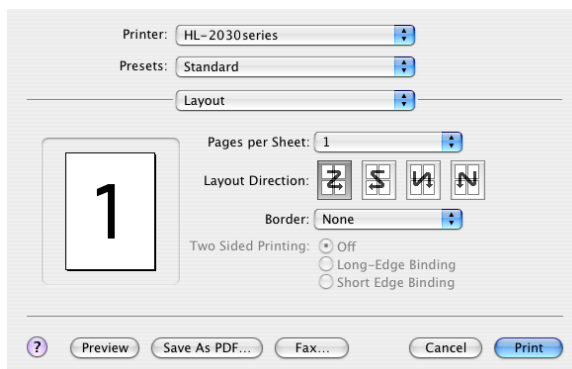 Printer: HL-2030series
Presets: Standard
Layout
Pages per Sheet: 1
Layout Direction:
1
Border: None
Two Sided Printing: Off
Long-Edge Binding
Short Edge Binding
? Preview Save As PDF... Fax... Cancel Print